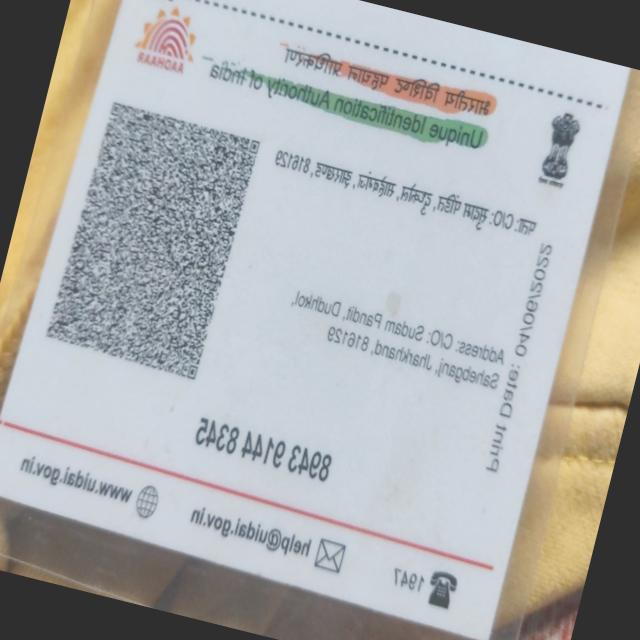 AADHAAR
भारतीय विशिष्ट पहचान प्राधिकरण
Unique Identification Authority of India
पता: C/O: सुदाम पंडित, दुधकोल, साहेबगंज, झारखण्ड, 816129
Address: C/O: Sudam Pandit, Dudhkol,
Sahebganj, Jharkhand, 816129
Print Date: 04/06/2022
8943 9144 8345
1947
help@uidai.gov.in
www.uidai.gov.in